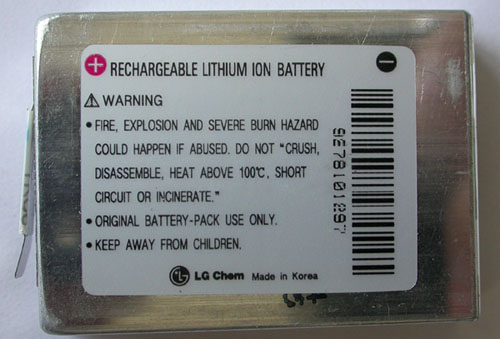 RECHARGEABLE LITHIUM ION BATTERY
⚠ WARNING
• FIRE, EXPLOSION AND SEVERE BURN HAZARD
COULD HAPPEN IF ABUSED. DO NOT "CRUSH,
DISASSEMBLE, HEAT ABOVE 100℃, SHORT
CIRCUIT OR INCINERATE."
• ORIGINAL BATTERY-PACK USE ONLY.
• KEEP AWAY FROM CHILDREN.
LG Chem Made in Korea